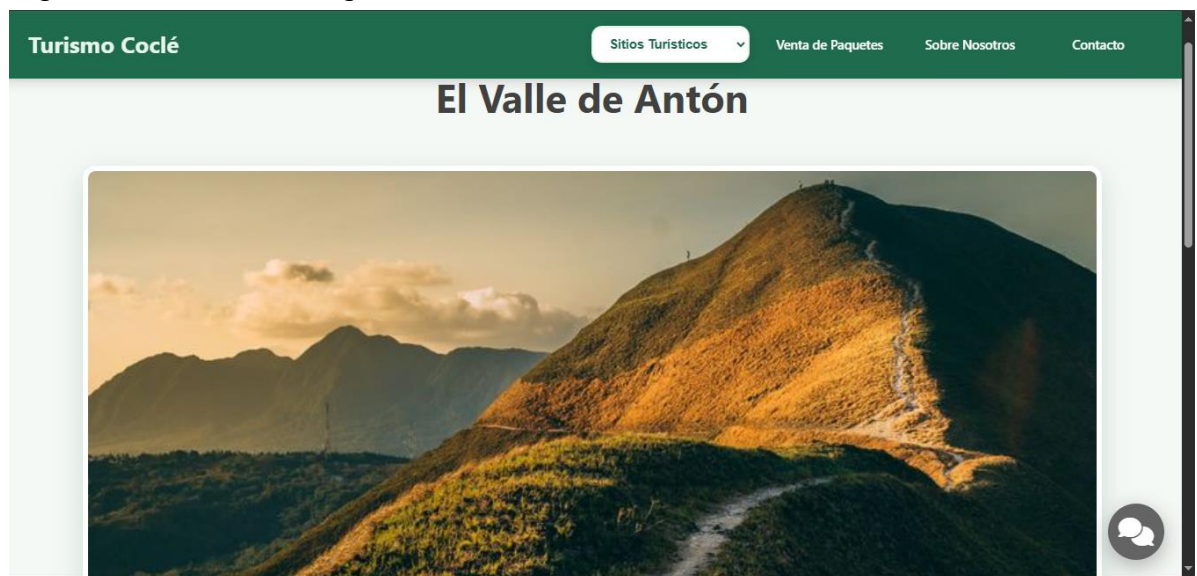 Turismo Coclé
Sitios Turísticos
Venta de Paquetes
Sobre Nosotros
Contacto
El Valle de Antón